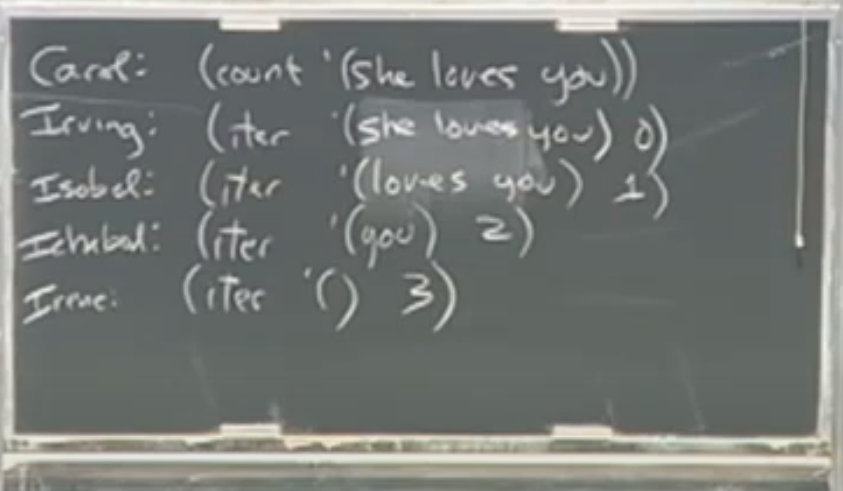 Carol: (count '(she loves you))
Irving: (iter '(she loves you) 0)
Isobel: (iter '(loves you) 1)
Ichabod: (iter '(you) 2)
Irene: (iter '() 3)